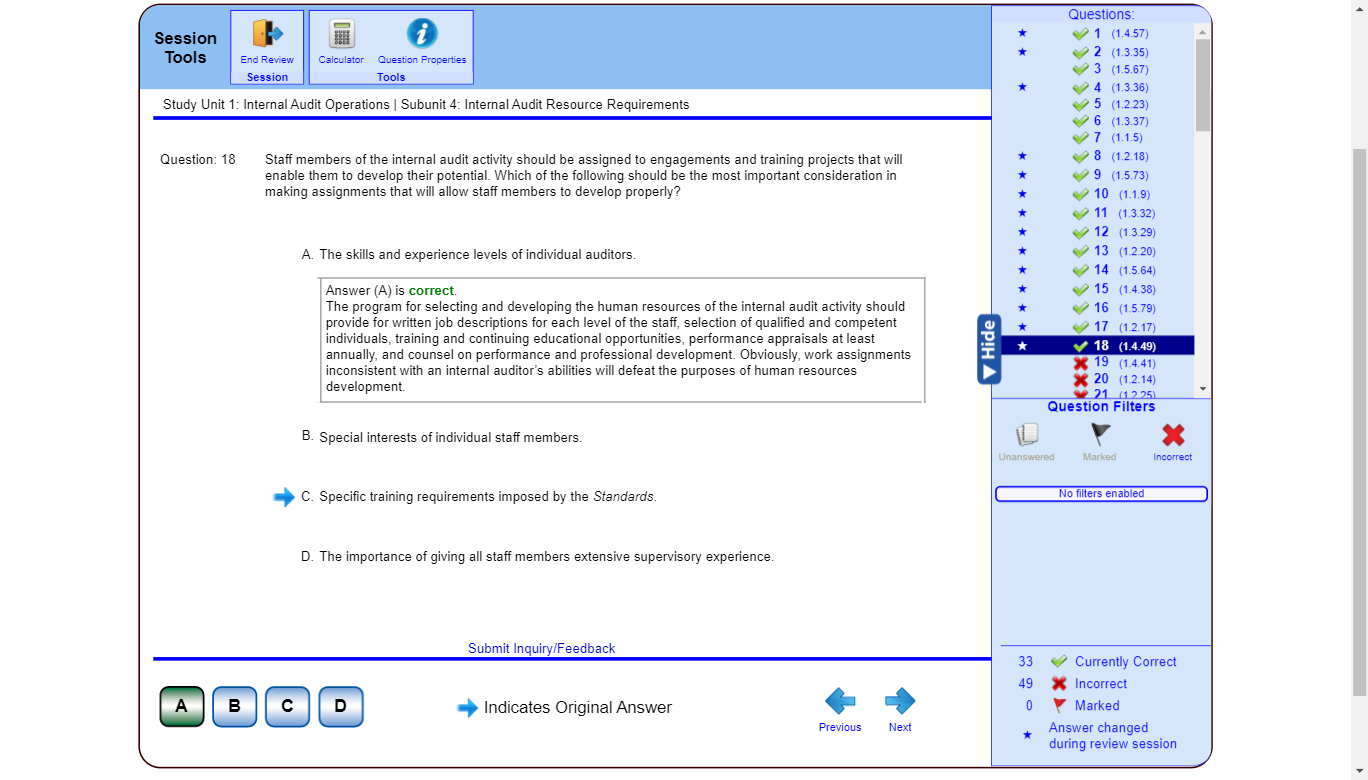 Session
Tools
End Review
Session
Calculator
Question Properties
Tools
Study Unit 1: Internal Audit Operations | Subunit 4: Internal Audit Resource Requirements
Question: 18
Staff members of the internal audit activity should be assigned to engagements and training projects that will
enable them to develop their potential. Which of the following should be the most important consideration in
making assignments that will allow staff members to develop properly?
A. The skills and experience levels of individual auditors.
Answer (A) is correct.
The program for selecting and developing the human resources of the internal audit activity should
provide for written job descriptions for each level of the staff, selection of qualified and competent
individuals, training and continuing educational opportunities, performance appraisals at least
annually, and counsel on performance and professional development. Obviously, work assignments
inconsistent with an internal auditor's abilities will defeat the purposes of human resources
development.
B. Special interests of individual staff members.
C. Specific training requirements imposed by the Standards.
D. The importance of giving all staff members extensive supervisory experience.
Submit Inquiry/Feedback
A
B
C
D
Indicates Original Answer
Previous
Next
Questions:
1 (1.4.57)
2 (1.3.35)
3 (1.5.67)
4 (1.3.36)
5 (1.2.23)
6 (1.3.37)
7 (1.1.5)
8 (1.2.18)
9 (1.5.73)
10 (1.1.9)
11 (1.3.32)
12 (1.3.29)
13 (1.2.20)
14 (1.5.64)
15 (1.4.38)
16 (1.5.79)
17 (1.2.17)
18 (1.4.49)
19 (1.4.41)
20 (1.2.14)
21 (1.2.25)
Hide
Question Filters
Unanswered
Marked
Incorrect
No filters enabled
33 Currently Correct
49 Incorrect
0 Marked
Answer changed
during review session